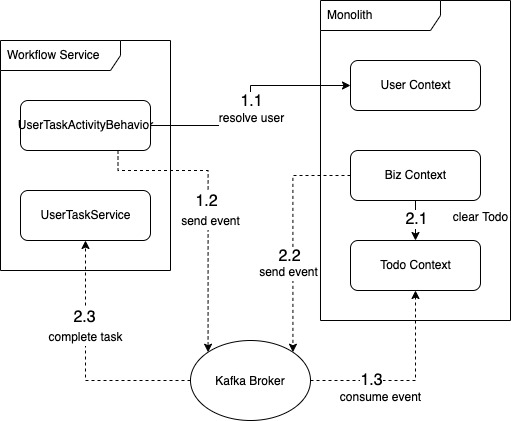 Monolith
Workflow Service
User Context
1.1
resolve user
UserTaskActivityBehavior
Biz Context
1.2
send event
UserTaskService
2.1
clear Todo
2.2
send event
Todo Context
2.3
complete task
Kafka Broker
1.3
consume event